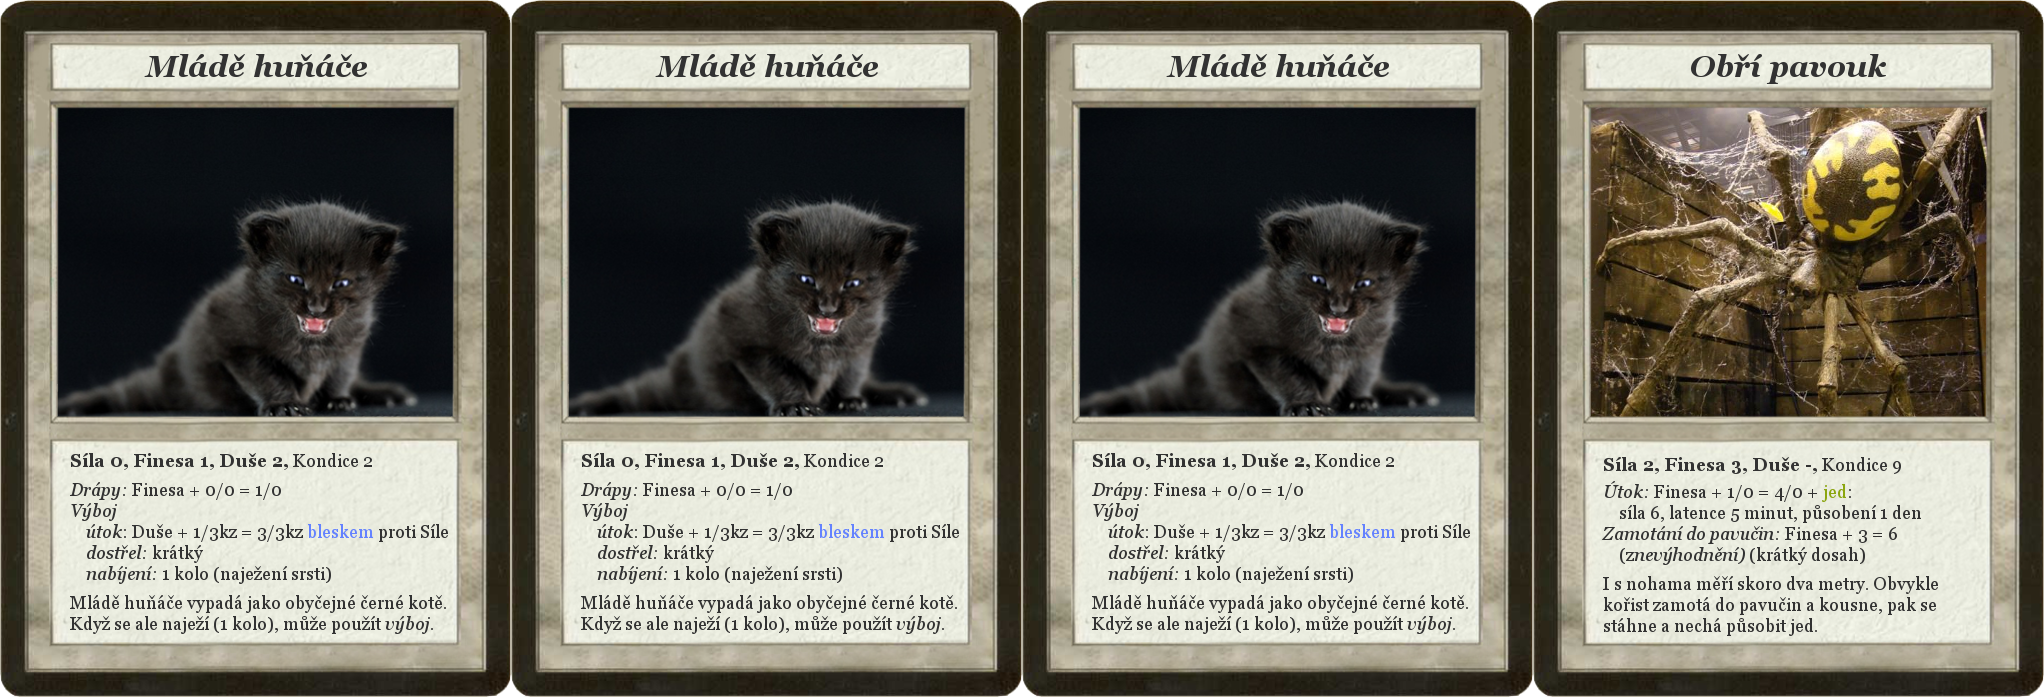 Mládě huňáče
Síla 0, Finesa 1, Duše 2, Kondice 2
Drápy: Finesa + 0/0 = 1/0
Výboj
útok: Duše + 1/3kz = 3/3kz bleskem proti Síle
dostřel: krátký
nabíjení: 1 kolo (naježení srsti)
Mládě huňáče vypadá jako obyčejné černé kotě.
Když se ale naježí (1 kolo), může použít výboj.
Mládě huňáče
Síla 0, Finesa 1, Duše 2, Kondice 2
Drápy: Finesa + 0/0 = 1/0
Výboj
útok: Duše + 1/3kz = 3/3kz bleskem proti Síle
dostřel: krátký
nabíjení: 1 kolo (naježení srsti)
Mládě huňáče vypadá jako obyčejné černé kotě.
Když se ale naježí (1 kolo), může použít výboj.
Mládě huňáče
Síla 0, Finesa 1, Duše 2, Kondice 2
Drápy: Finesa + 0/0 = 1/0
Výboj
útok: Duše + 1/3kz = 3/3kz bleskem proti Síle
dostřel: krátký
nabíjení: 1 kolo (naježení srsti)
Mládě huňáče vypadá jako obyčejné černé kotě.
Když se ale naježí (1 kolo), může použít výboj.
Obří pavouk
Síla 2, Finesa 3, Duše -, Kondice 9
Útok: Finesa + 1/0 = 4/0 + jed:
síla 6, latence 5 minut, působení 1 den
Zamotání do pavučin: Finesa + 3 = 6
(znevýhodnění) (krátký dosah)
I s nohama měří skoro dva metry. Obvykle
kořist zamotá do pavučin a kousne, pak se
stáhne a nechá působit jed.